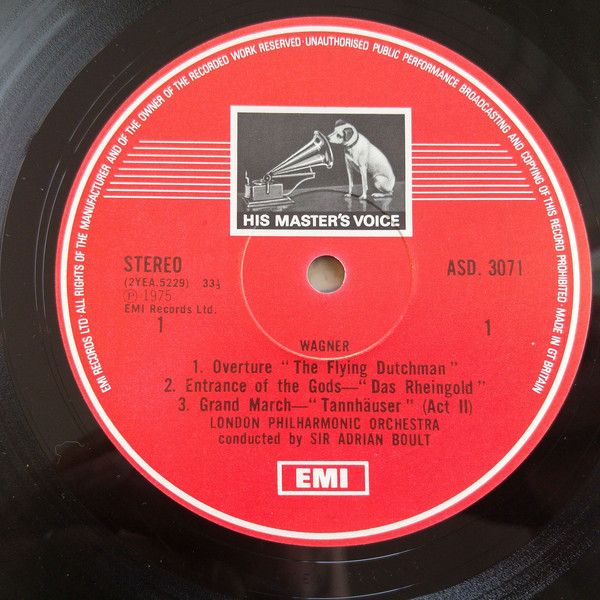 EMI RECORDS LTD · ALL RIGHTS OF THE MANUFACTURER AND OF THE OWNER OF THE RECORDED WORK RESERVED · UNAUTHORISED PUBLIC PERFORMANCE BROADCASTING AND COPYING OF THIS RECORD PROHIBITED · MADE IN GT BRITAIN
HIS MASTER'S VOICE
STEREO
ASD. 3071
(2YEA.5229) 33⅓
Ⓟ 1975
EMI Records Ltd.
1 1
WAGNER
1. Overture “The Flying Dutchman”
2. Entrance of the Gods—“Das Rheingold”
3. Grand March—“Tannhäuser” (Act II)
LONDON PHILHARMONIC ORCHESTRA
conducted by SIR ADRIAN BOULT
EMI